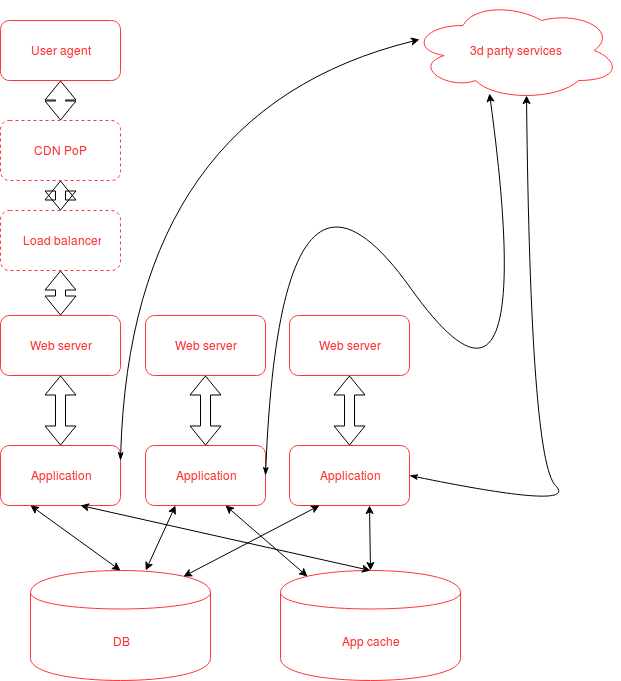 User agent
3d party services
CDN PoP
Load balancer
Web server
Web server
Web server
Application
Application
Application
DB
App cache